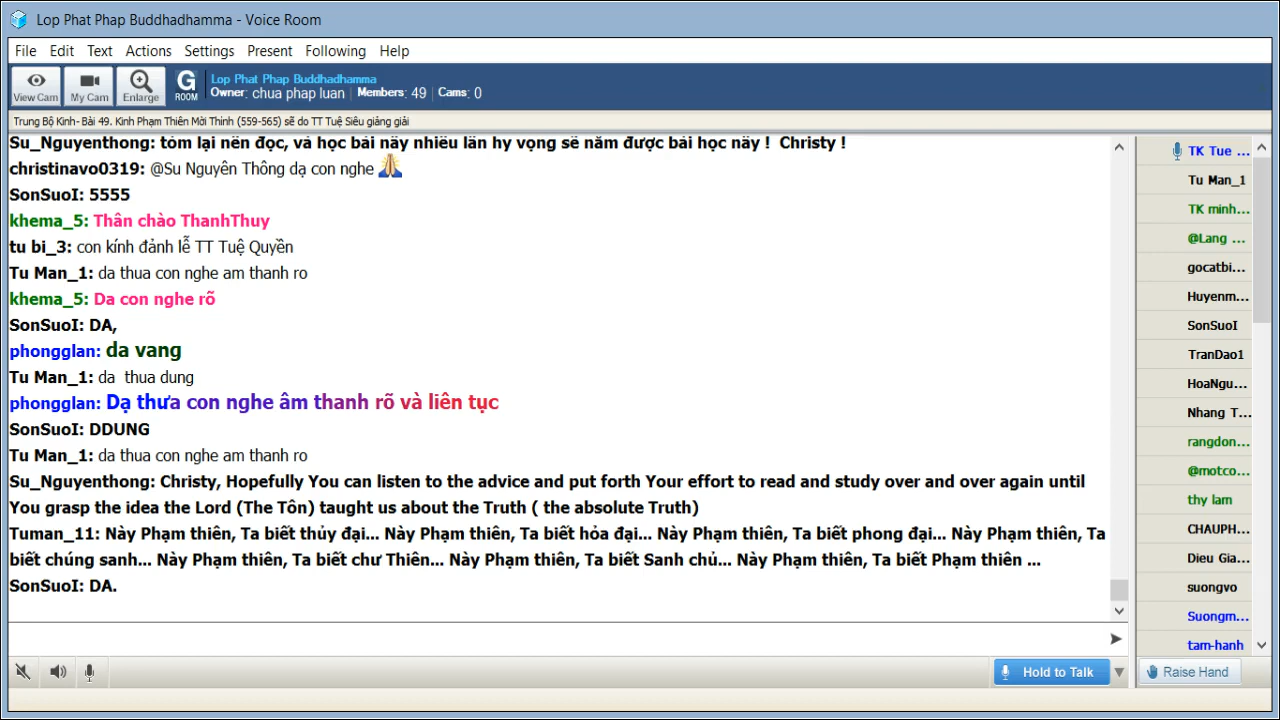 Lop Phat Phap Buddhadhamma - Voice Room
File Edit Text Actions Settings Present Following Help
View Cam My Cam Enlarge G ROOM
Lop Phat Phap Buddhadhamma
Owner: chua phap luan Members: 49 Cams: 0
Trung Bộ Kinh- Bài 49. Kinh Phạm Thiên Mời Thỉnh (559-565) sẽ do TT Tuệ Siêu giảng giải
Su_Nguyenthong: tóm lại nên đọc, và học bài này nhiều lần hy vọng sẽ nắm được bài học này ! Christy !
christinavo0319: @Su Nguyên Thông dạ con nghe
SonSuoI: 5555
khema_5: Thân chào ThanhThuy
tu bi_3: con kính đảnh lễ TT Tuệ Quyền
Tu Man_1: da thua con nghe am thanh ro
khema_5: Da con nghe rõ
SonSuoI: DA,
phongglan: da vang
Tu Man_1: da thua dung
phongglan: Dạ thưa con nghe âm thanh rõ và liên tục
SonSuoI: DDUNG
Tu Man_1: da thua con nghe am thanh ro
Su_Nguyenthong: Christy, Hopefully You can listen to the advice and put forth Your effort to read and study over and over again until
You grasp the idea the Lord (The Tôn) taught us about the Truth ( the absolute Truth)
Tuman_11: Này Phạm thiên, Ta biết thủy đại... Này Phạm thiên, Ta biết hỏa đại... Này Phạm thiên, Ta biết phong đại... Này Phạm thiên, Ta
biết chúng sanh... Này Phạm thiên, Ta biết chư Thiên... Này Phạm thiên, Ta biết Sanh chủ... Này Phạm thiên, Ta biết Phạm thiên ...
SonSuoI: DA.
TK Tue ...
Tu Man_1
TK minh...
@Lang ...
gocatbi...
Huyenm...
SonSuoI
TranDao1
HoaNgu...
Nhang T...
rangdon...
@motco...
thy lam
CHAUPH...
Dieu Gia...
suongvo
Suongm...
tam-hanh
Hold to Talk
Raise Hand